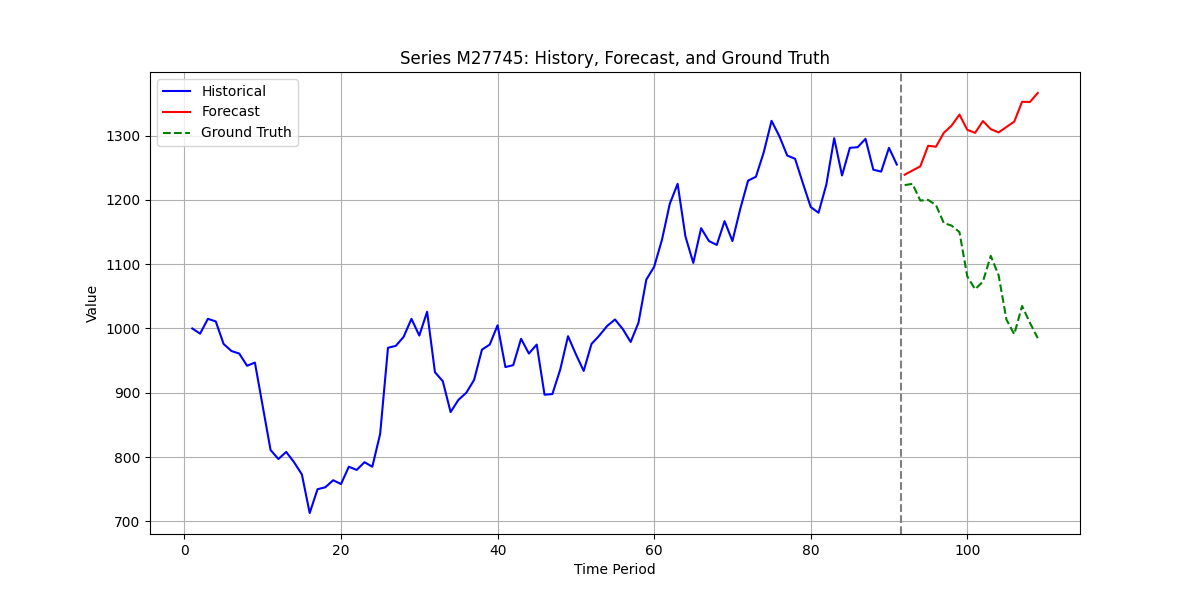 Series M27745: History, Forecast, and Ground Truth
Historical
Forecast
Ground Truth
1300
1200
1100
1000
900
800
700
Value
0 20 40 60 80 100
Time Period